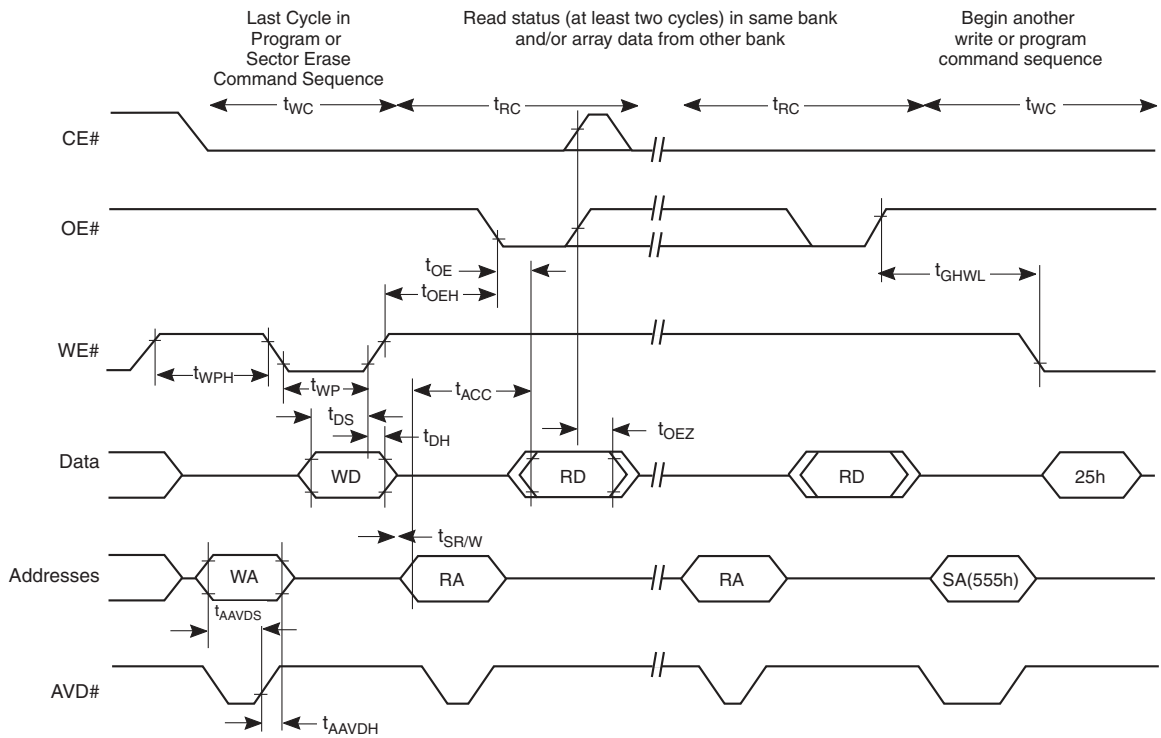 Last Cycle in
Program or
Sector Erase
Command Sequence
Read status (at least two cycles) in same bank
and/or array data from other bank
Begin another
write or program
command sequence
tWC
tRC
tRC
tWC
CE#
OE#
tOE
tOEH
tGHWL
WE#
tWPH
tWP
tACC
tDS
tDH
tOEZ
Data
WD
RD
RD
25h
tSR/W
Addresses
WA
RA
RA
SA(555h)
tAAVDS
AVD#
tAAVDH